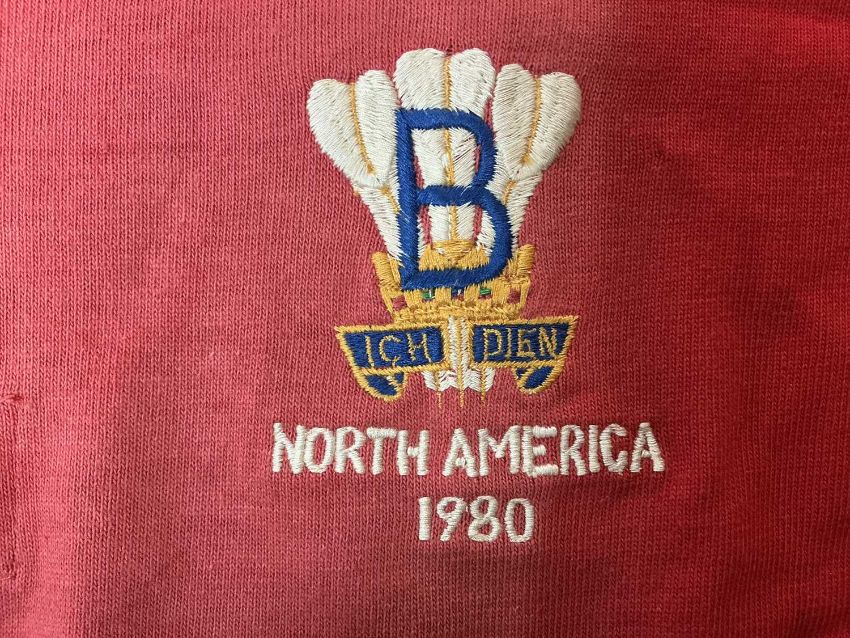 B
ICH DIEN
NORTH AMERICA
1980